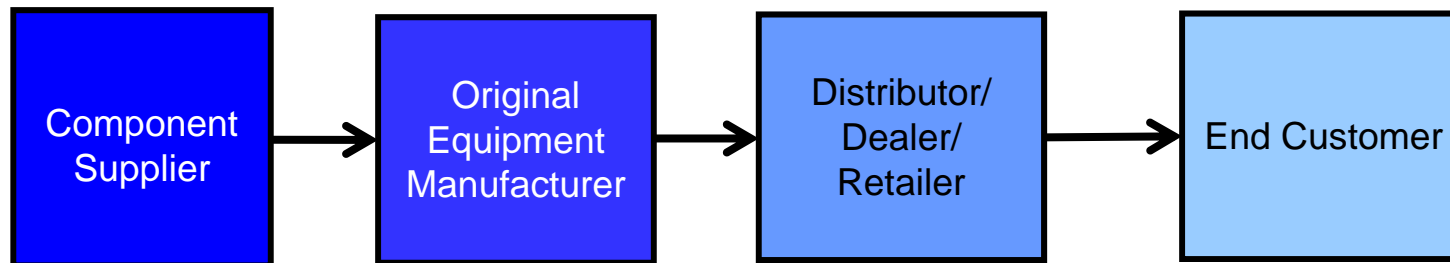 Component
Supplier
Original
Equipment
Manufacturer
Distributor/
Dealer/
Retailer
End Customer